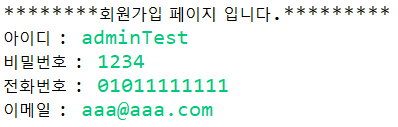 ********회원가입 페이지 입니다.*********
아이디 : adminTest
비밀번호 : 1234
전화번호 : 01011111111
이메일 : aaa@aaa.com